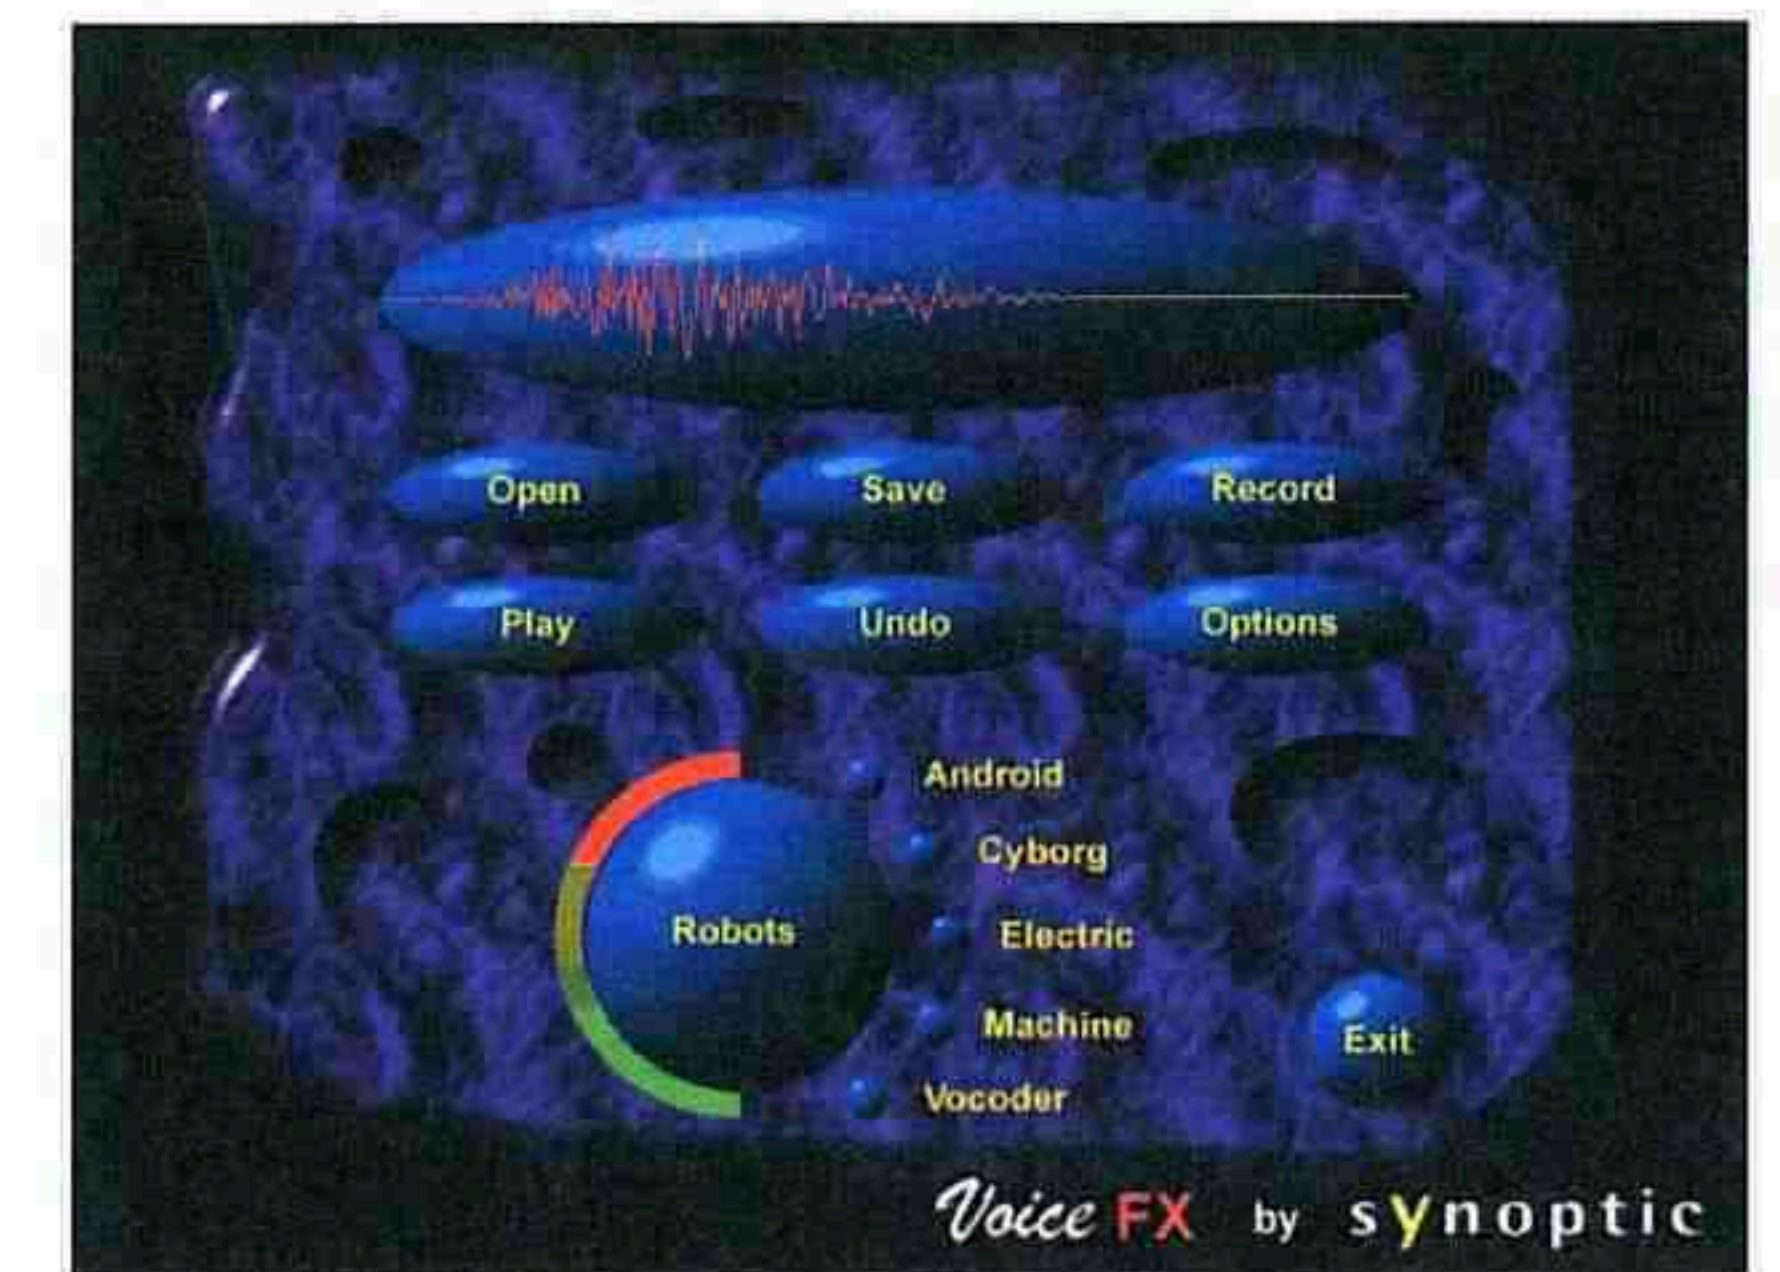 Open Save Record
Play Undo Options
Android
Cyborg
Robots Electric
Machine
Exit
Vocoder
Voice FX by synoptic